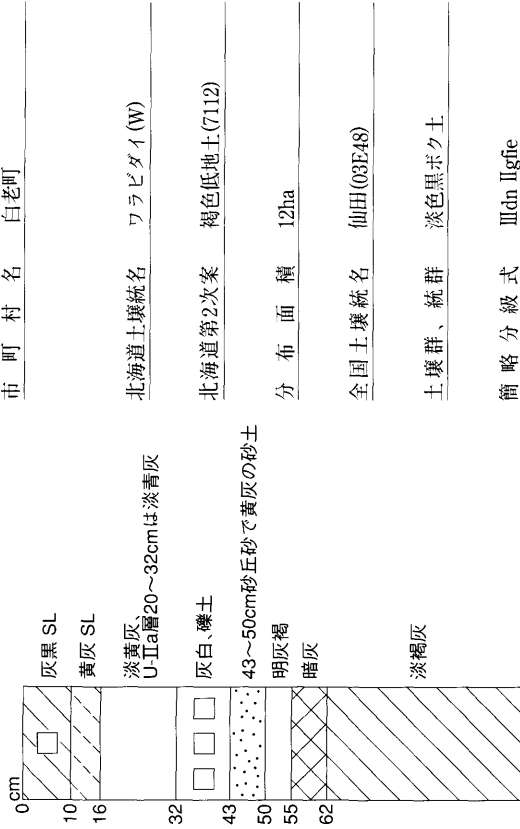 cm
0
10
16
32
43
50
55
62
灰黒 SL
黄灰 SL
淡黄灰、
U-Ⅱa層20～32cmは淡青灰
灰白、礫土
43～50cm砂丘砂で黄灰の砂土
明灰褐
暗灰
淡褐灰
市町村名 白老町
北海道土壌統名 ワラビダイ(W)
北海道第2次案 褐色低地土(7112)
分布面積 12ha
全国土壌統名 仙田(03E48)
土壌群、統群 淡色黒ボク土
簡略分級式 Ⅲdn Ⅱgfie